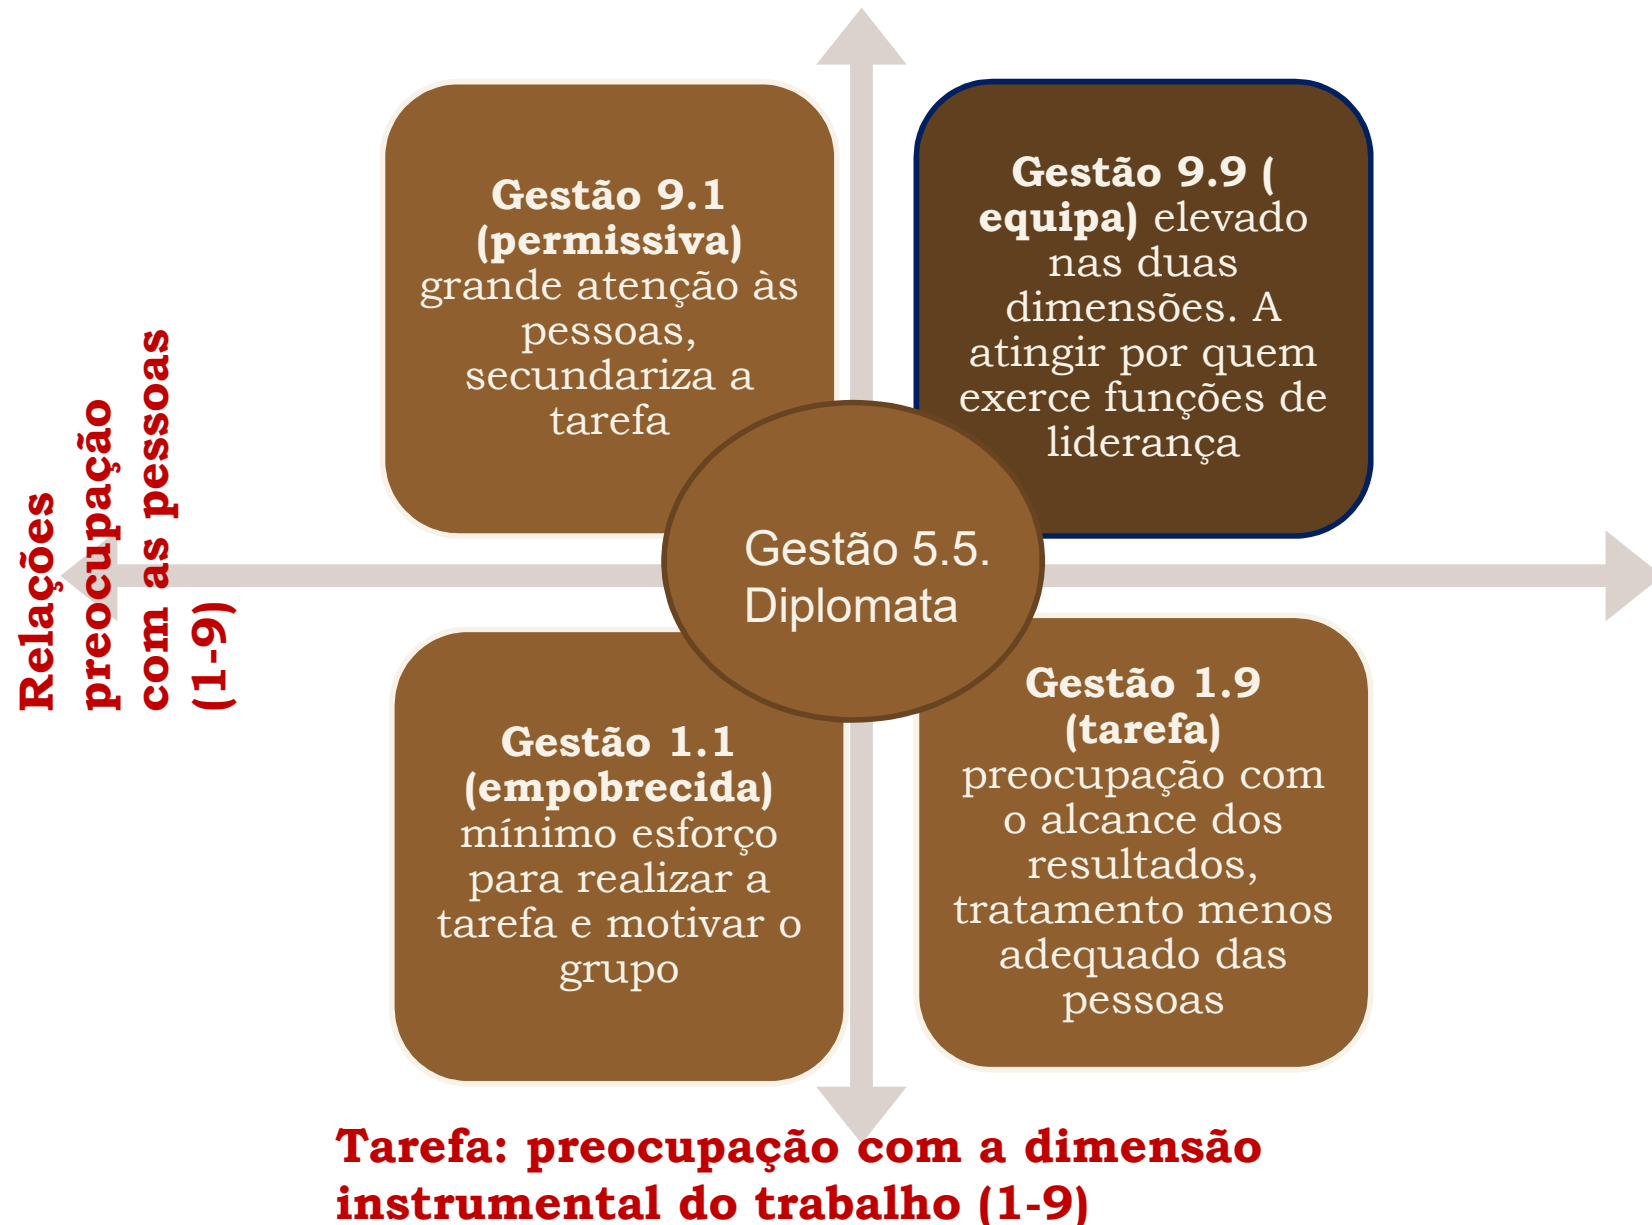 Relações
preocupação
com as pessoas
(1-9)
Gestão 9.1
(permissiva)
grande atenção às
pessoas,
secundariza a
tarefa
Gestão 9.9 (
equipa) elevado
nas duas
dimensões. A
atingir por quem
exerce funções de
liderança
Gestão 5.5.
Diplomata
Gestão 1.1
(empobrecida)
mínimo esforço
para realizar a
tarefa e motivar o
grupo
Gestão 1.9
(tarefa)
preocupação com
o alcance dos
resultados,
tratamento menos
adequado das
pessoas
Tarefa: preocupação com a dimensão
instrumental do trabalho (1-9)